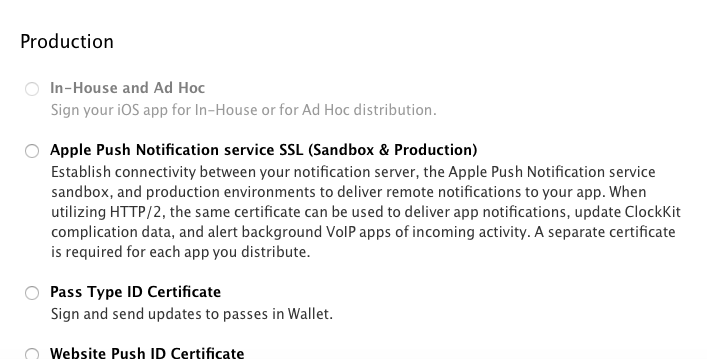 Production
In-House and Ad Hoc
Sign your iOS app for In-House or for Ad Hoc distribution.
Apple Push Notification service SSL (Sandbox & Production)
Establish connectivity between your notification server, the Apple Push Notification service
sandbox, and production environments to deliver remote notifications to your app. When
utilizing HTTP/2, the same certificate can be used to deliver app notifications, update ClockKit
complication data, and alert background VoIP apps of incoming activity. A separate certificate
is required for each app you distribute.
Pass Type ID Certificate
Sign and send updates to passes in Wallet.
Website Push ID Certificate